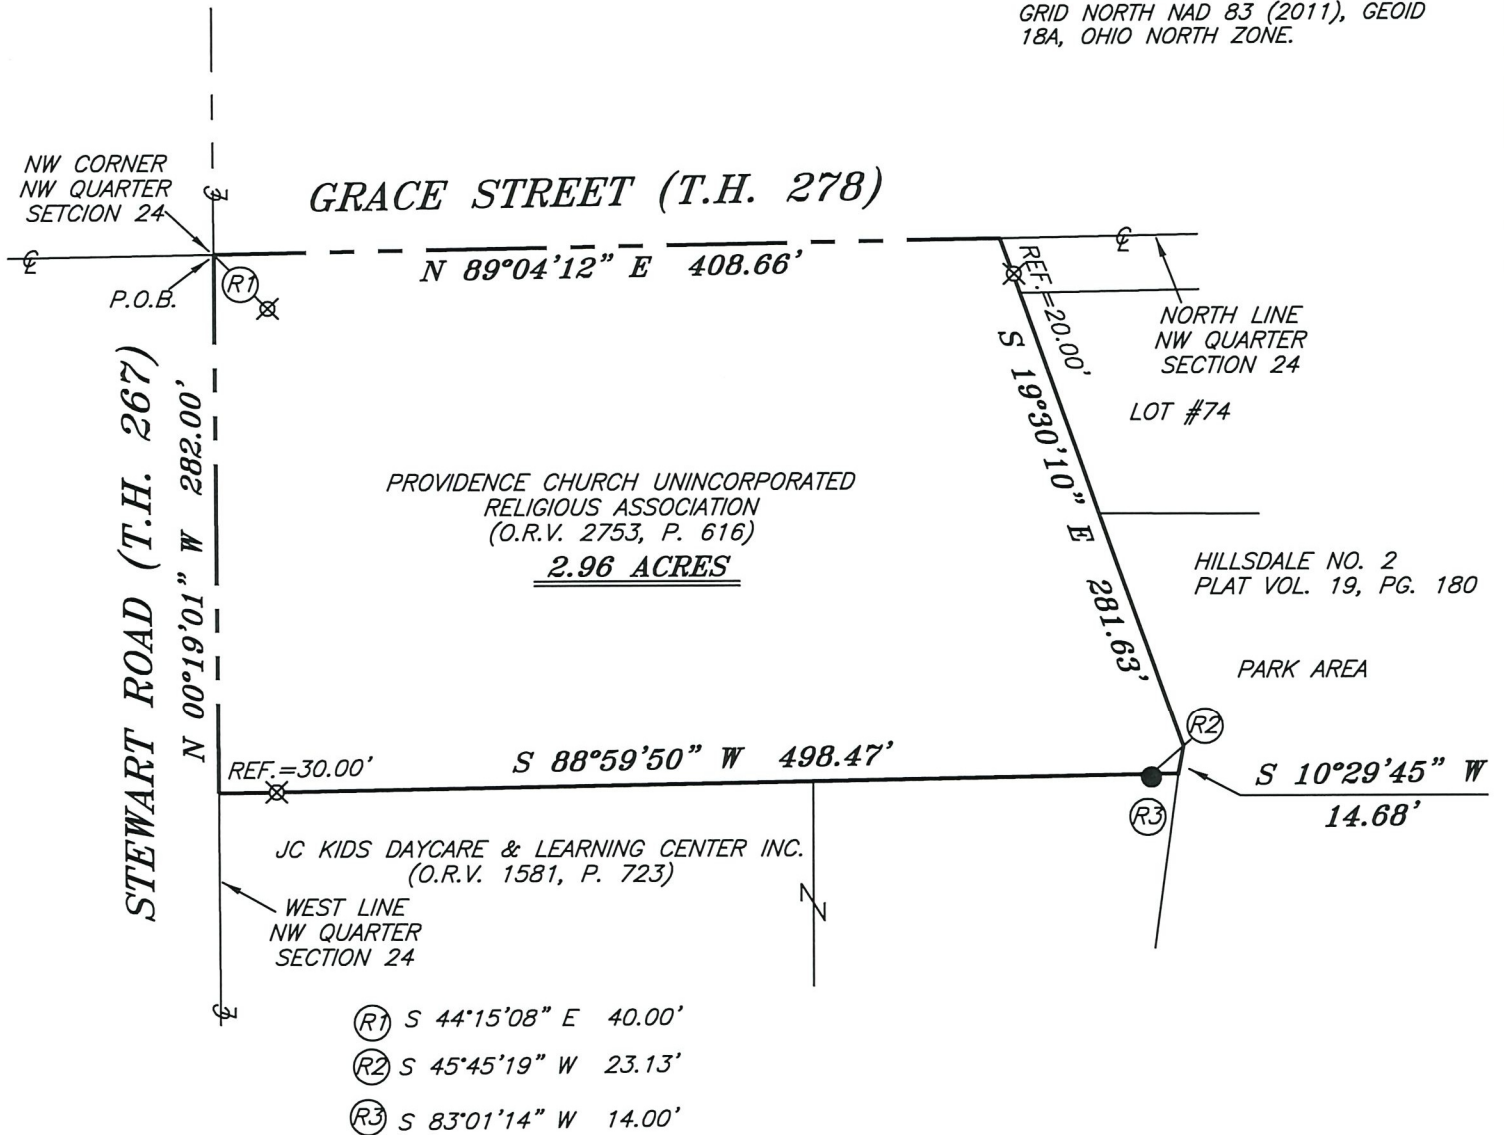 GRID NORTH NAD 83 (2011), GEOID
18A, OHIO NORTH ZONE.
NW CORNER
NW QUARTER
SETCION 24
℄
GRACE STREET (T.H. 278)
℄
℄
N 89°04'12" E 408.66'
P.O.B.
R1
REF.=20.00'
NORTH LINE
NW QUARTER
SECTION 24
LOT #74
S 19°30'10" E 281.63'
STEWART ROAD (T.H. 267)
N 00°19'01" W 282.00'
PROVIDENCE CHURCH UNINCORPORATED
RELIGIOUS ASSOCIATION
(O.R.V. 2753, P. 616)
2.96 ACRES
HILLSDALE NO. 2
PLAT VOL. 19, PG. 180
PARK AREA
R2
REF.=30.00'
S 88°59'50" W 498.47'
S 10°29'45" W
14.68'
R3
JC KIDS DAYCARE & LEARNING CENTER INC.
(O.R.V. 1581, P. 723)
WEST LINE
NW QUARTER
SECTION 24
℄
R1 S 44°15'08" E 40.00'
R2 S 45°45'19" W 23.13'
R3 S 83°01'14" W 14.00'